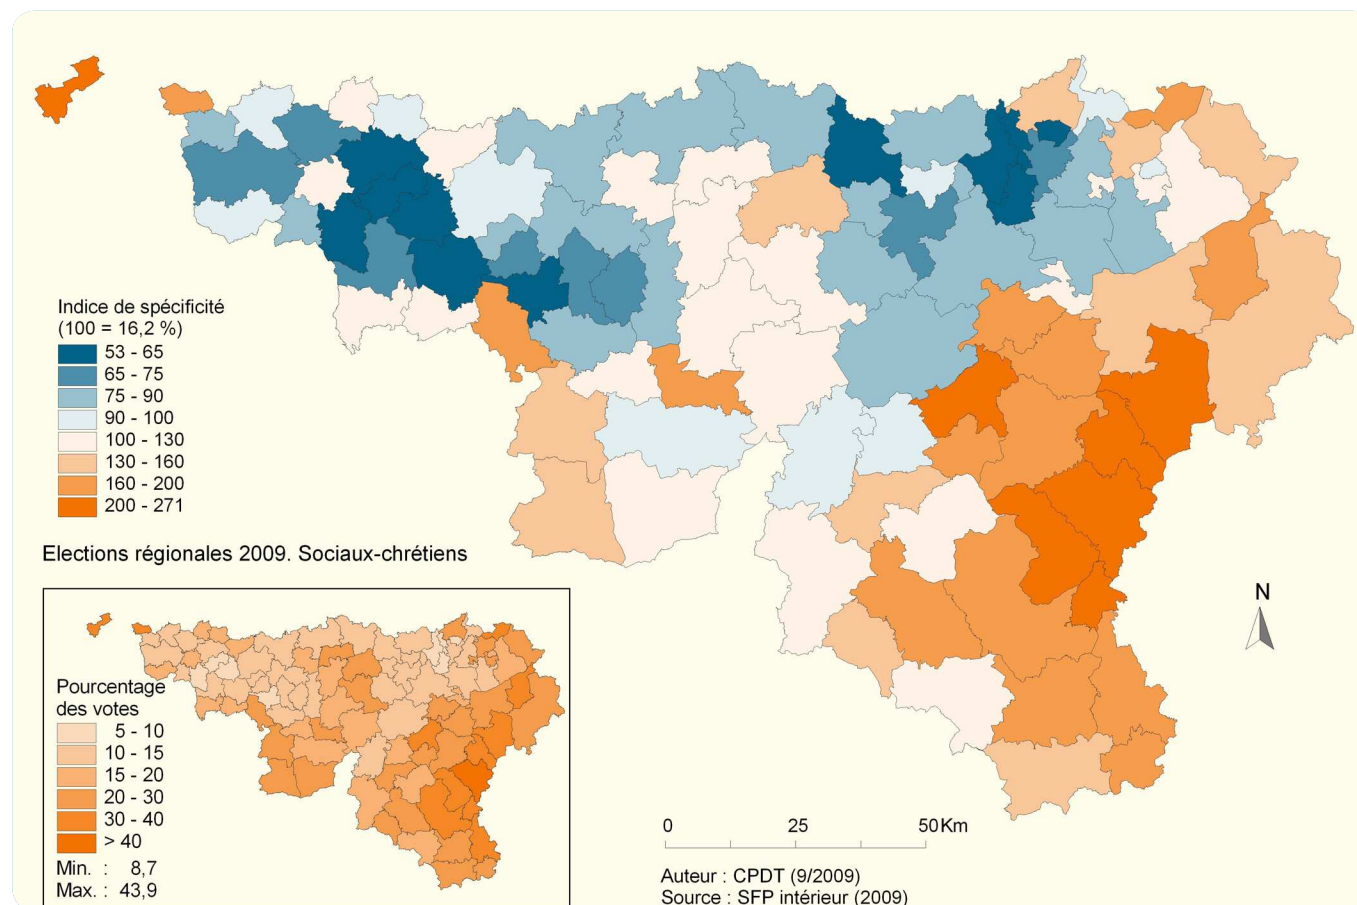 Indice de spécificité
(100 = 16,2 %)
53 - 65
65 - 75
75 - 90
90 - 100
100 - 130
130 - 160
160 - 200
200 - 271
Elections régionales 2009. Sociaux-chrétiens
Pourcentage
des votes
5 - 10
10 - 15
15 - 20
20 - 30
30 - 40
> 40
Min. : 8,7
Max. : 43,9
N
0 25 50Km
Auteur : CPDT (9/2009)
Source : SFP intérieur (2009)